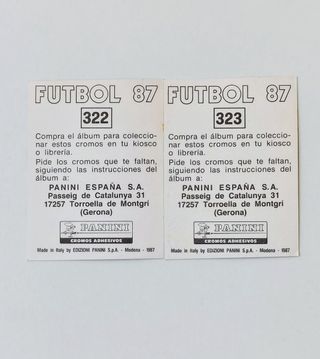 FUTBOL 87
322
Compra el álbum para coleccio-
nar estos cromos en tu kiosco
o librería.
Pide los cromos que te faltan,
siguiendo las instrucciones del
álbum a:
PANINI ESPAÑA S.A.
Passeig de Catalunya 31
17257 Torroella de Montgri
(Gerona)
PANINI
CROMOS ADHESIVOS
Made in Italy by EDIZIONI PANINI S.p.A. - Modena - 1987
FUTBOL 87
323
Compra el álbum para coleccio-
nar estos cromos en tu kiosco
o librería.
Pide los cromos que te faltan,
siguiendo las instrucciones del
álbum a:
PANINI ESPAÑA S.A.
Passeig de Catalunya 31
17257 Torroella de Montgri
(Gerona)
PANINI
CROMOS ADHESIVOS
Made in Italy by EDIZIONI PANINI S.p.A. - Modena - 1987